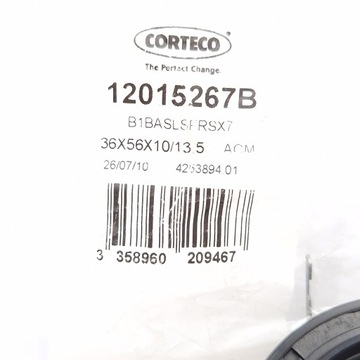 CORTECO
The Perfect Change.
12015267B
B1BASLSFRSX7
36X56X10/13.5 ACM
26/07/10 4253894 01
3 358960 209467